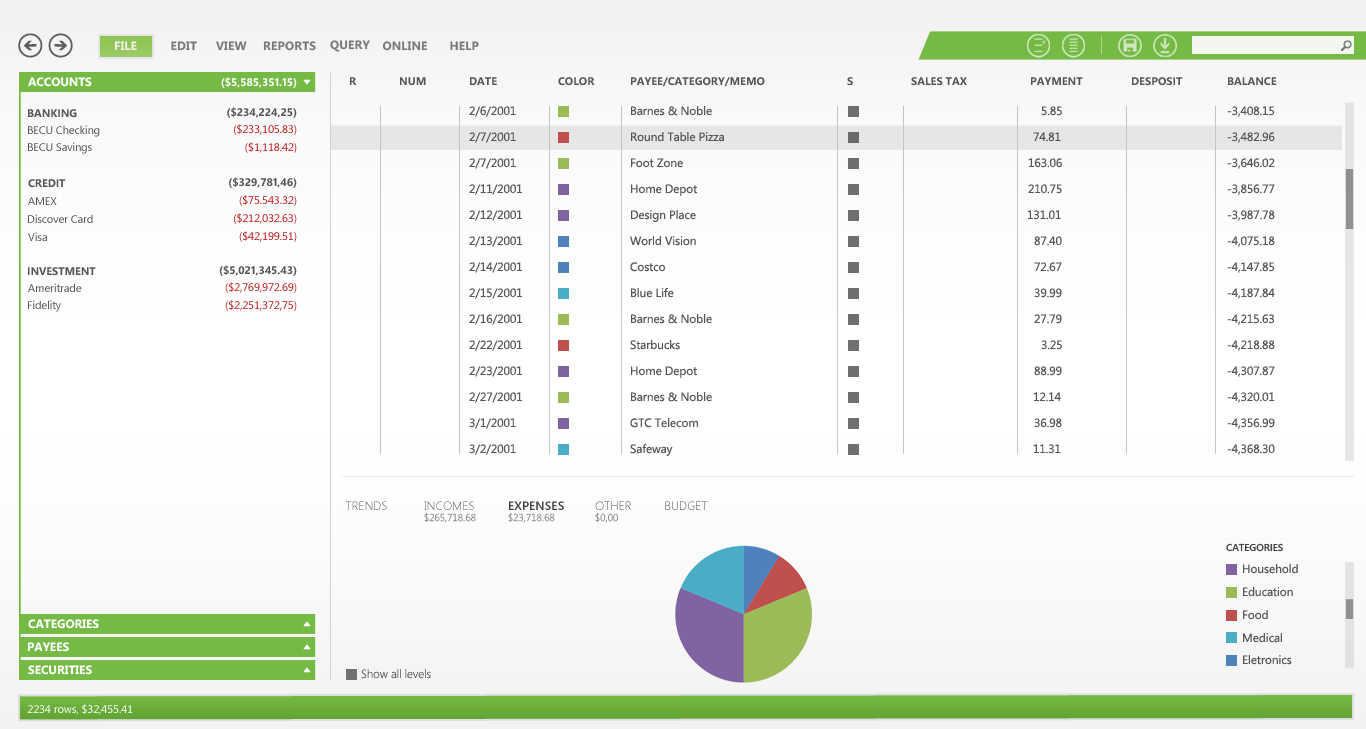 FILE EDIT VIEW REPORTS QUERY ONLINE HELP
ACCOUNTS ($5,585,351.15)
BANKING ($234,224,25)
BECU Checking ($233,105.83)
BECU Savings ($1,118.42)
CREDIT ($329,781,46)
AMEX ($75.543.32)
Discover Card ($212,032.63)
Visa ($42,199.51)
INVESTMENT ($5,021,345.43)
Ameritrade ($2,769,972.69)
Fidelity ($2,251,372,75)
CATEGORIES
PAYEES
SECURITIES
R NUM DATE COLOR PAYEE/CATEGORY/MEMO S SALES TAX PAYMENT DESPOSIT BALANCE
2/6/2001 Barnes & Noble 5.85 -3,408.15
2/7/2001 Round Table Pizza 74.81 -3,482.96
2/7/2001 Foot Zone 163.06 -3,646.02
2/11/2001 Home Depot 210.75 -3,856.77
2/12/2001 Design Place 131.01 -3,987.78
2/13/2001 World Vision 87.40 -4,075.18
2/14/2001 Costco 72.67 -4,147.85
2/15/2001 Blue Life 39.99 -4,187.84
2/16/2001 Barnes & Noble 27.79 -4,215.63
2/22/2001 Starbucks 3.25 -4,218.88
2/23/2001 Home Depot 88.99 -4,307.87
2/27/2001 Barnes & Noble 12.14 -4,320.01
3/1/2001 GTC Telecom 36.98 -4,356.99
3/2/2001 Safeway 11.31 -4,368.30
TRENDS INCOMES EXPENSES OTHER BUDGET
$265,718.68 $23,718.68 $0,00
CATEGORIES
Household
Education
Food
Medical
Eletronics
Show all levels
2234 rows, $32,455.41